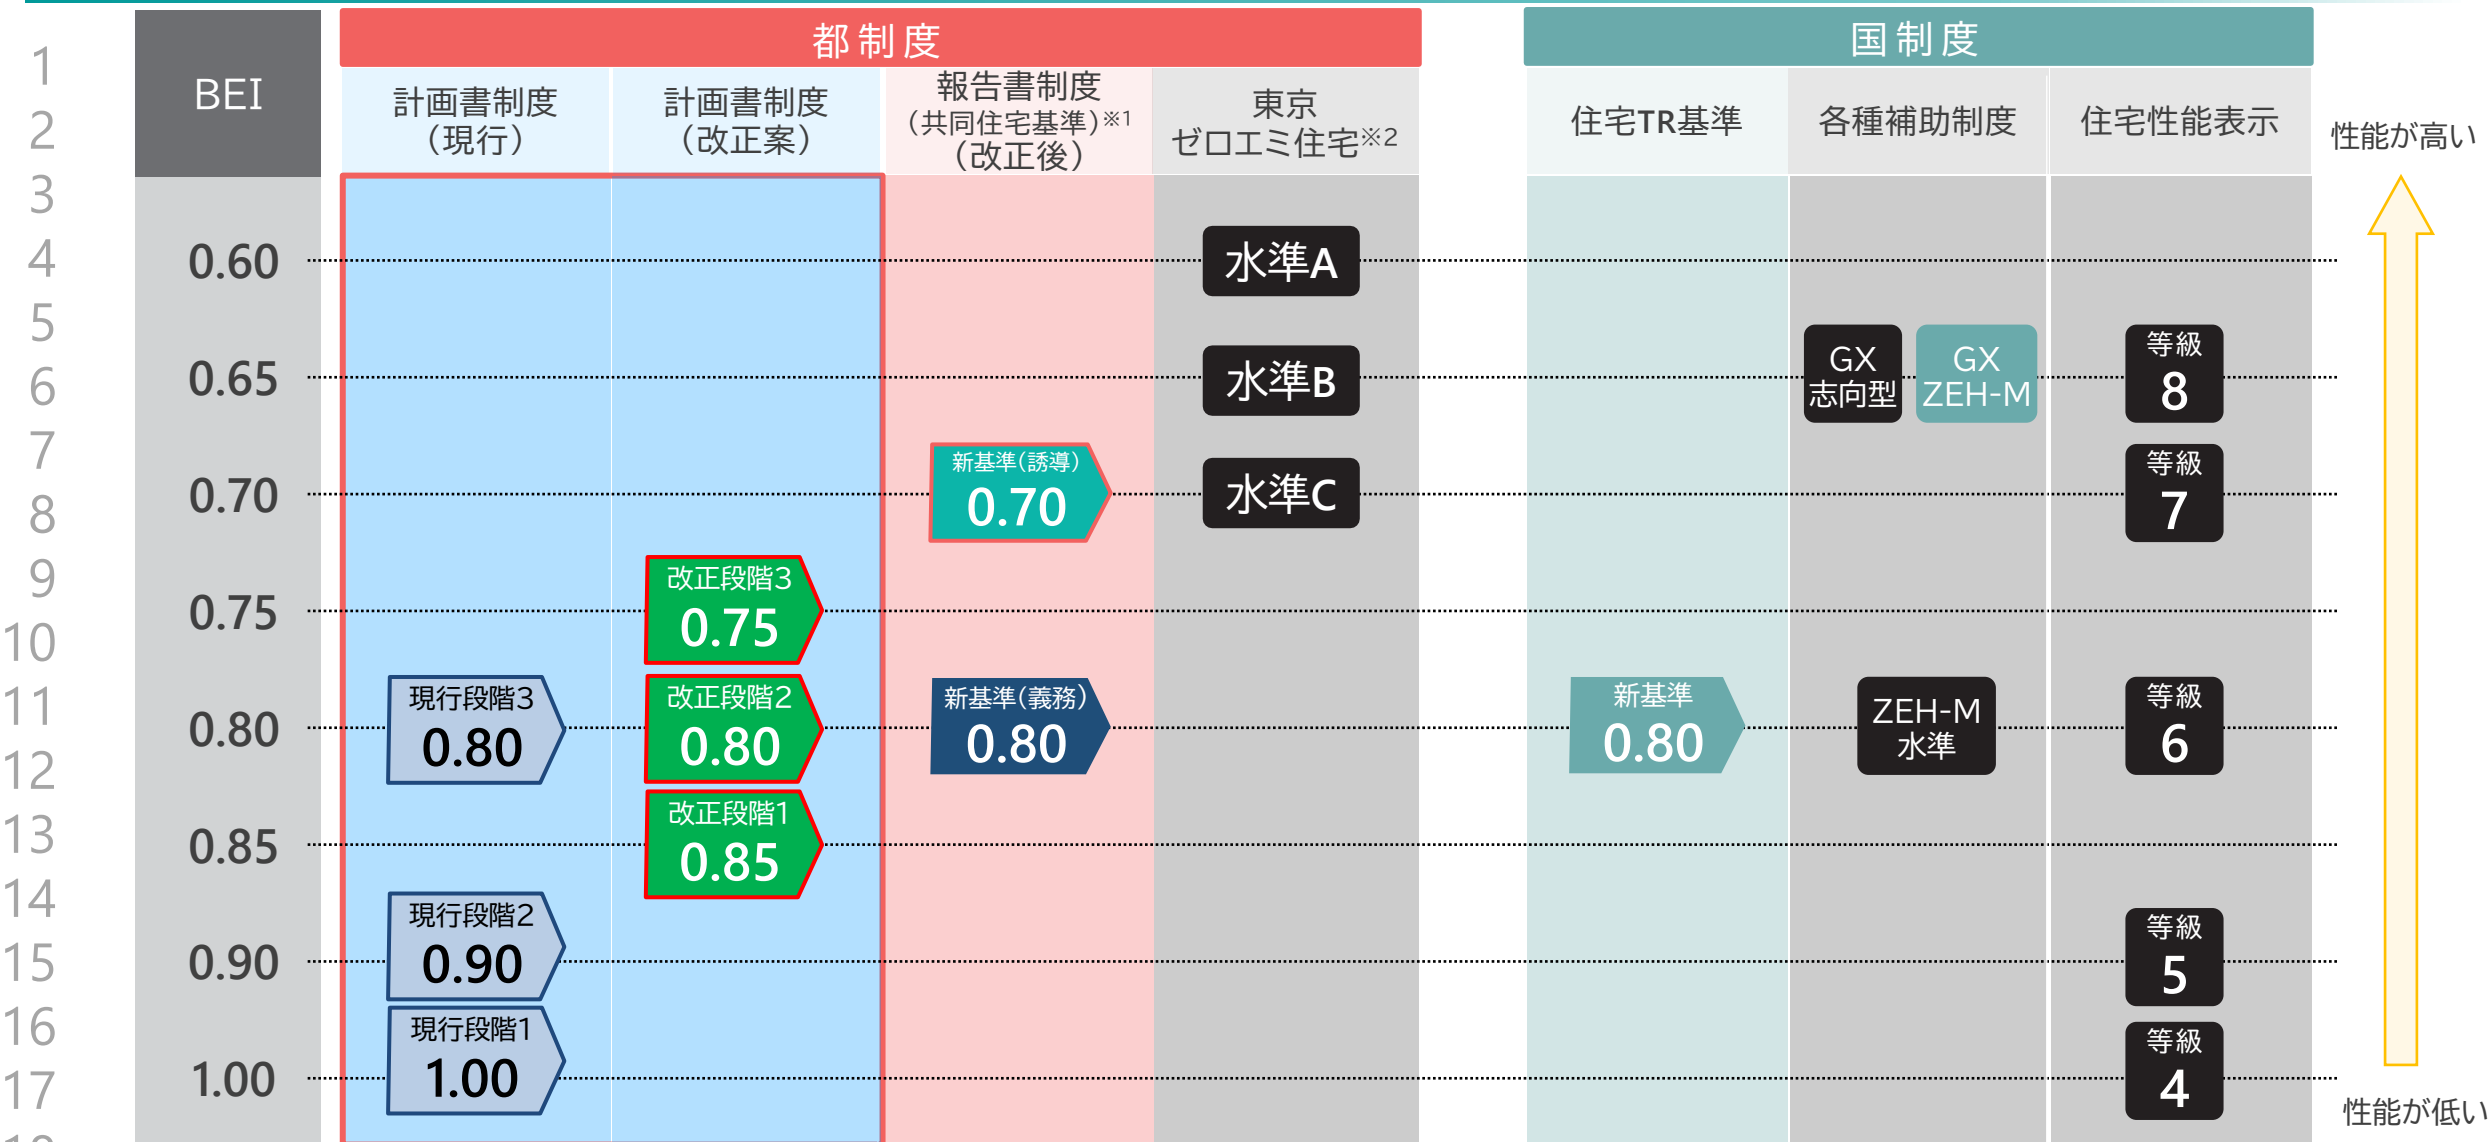 都制度
国制度
BEI
計画書制度
(現行)
計画書制度
(改正案)
報告書制度
(共同住宅基準)※1
(改正後)
東京
ゼロエミ住宅※2
住宅TR基準
各種補助制度
住宅性能表示
性能が高い
1
2
3
4
5
6
7
8
9
10
11
12
13
14
15
16
17
0.60
水準A
0.65
水準B
GX
志向型
GX
ZEH-M
等級
8
0.70
新基準(誘導)
0.70
水準C
等級
7
0.75
改正段階3
0.75
0.80
現行段階3
0.80
改正段階2
0.80
新基準(義務)
0.80
新基準
0.80
ZEH-M
水準
等級
6
0.85
改正段階1
0.85
0.90
現行段階2
0.90
等級
5
1.00
現行段階1
1.00
等級
4
性能が低い